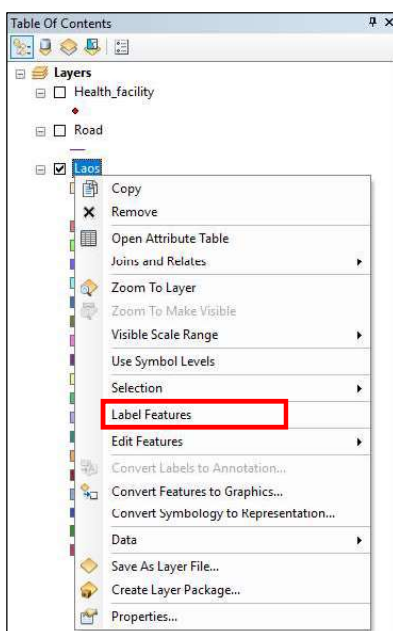 Table Of Contents
Layers
Health_facility
Road
Laos
Copy
Remove
Open Attribute Table
Joins and Relates
Zoom To Layer
Zoom To Make Visible
Visible Scale Range
Use Symbol Levels
Selection
Label Features
Edit Features
Convert Labels to Annotation...
Convert Features to Graphics...
Convert Symbology to Representation...
Data
Save As Layer File...
Create Layer Package...
Properties...